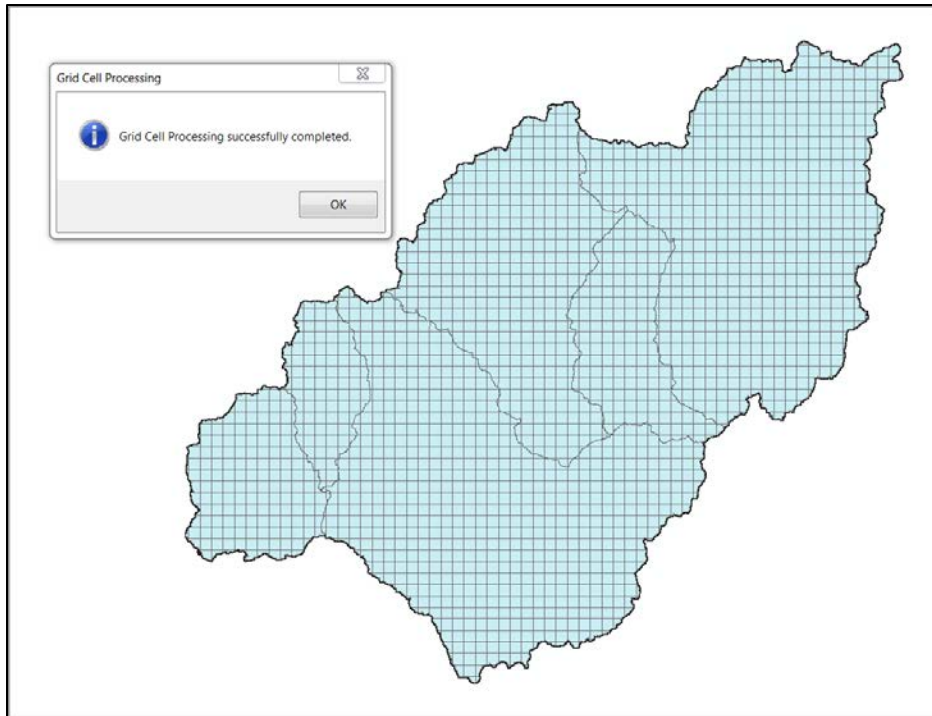 Grid Cell Processing
Grid Cell Processing successfully completed.
OK